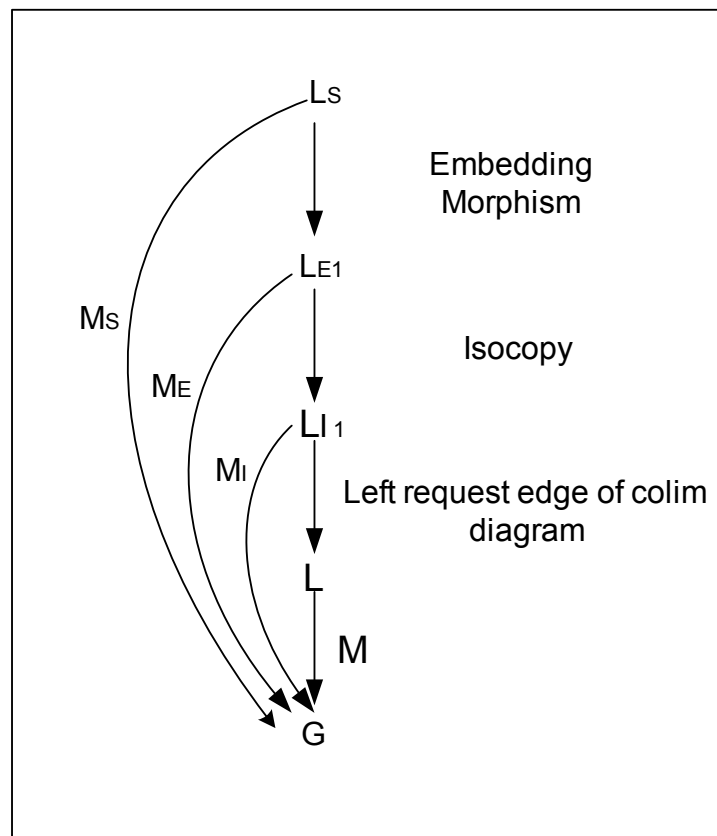 LS
Embedding
Morphism
LE1
MS
Isocopy
ME
LI 1
MI
Left request edge of colim
diagram
L
M
G